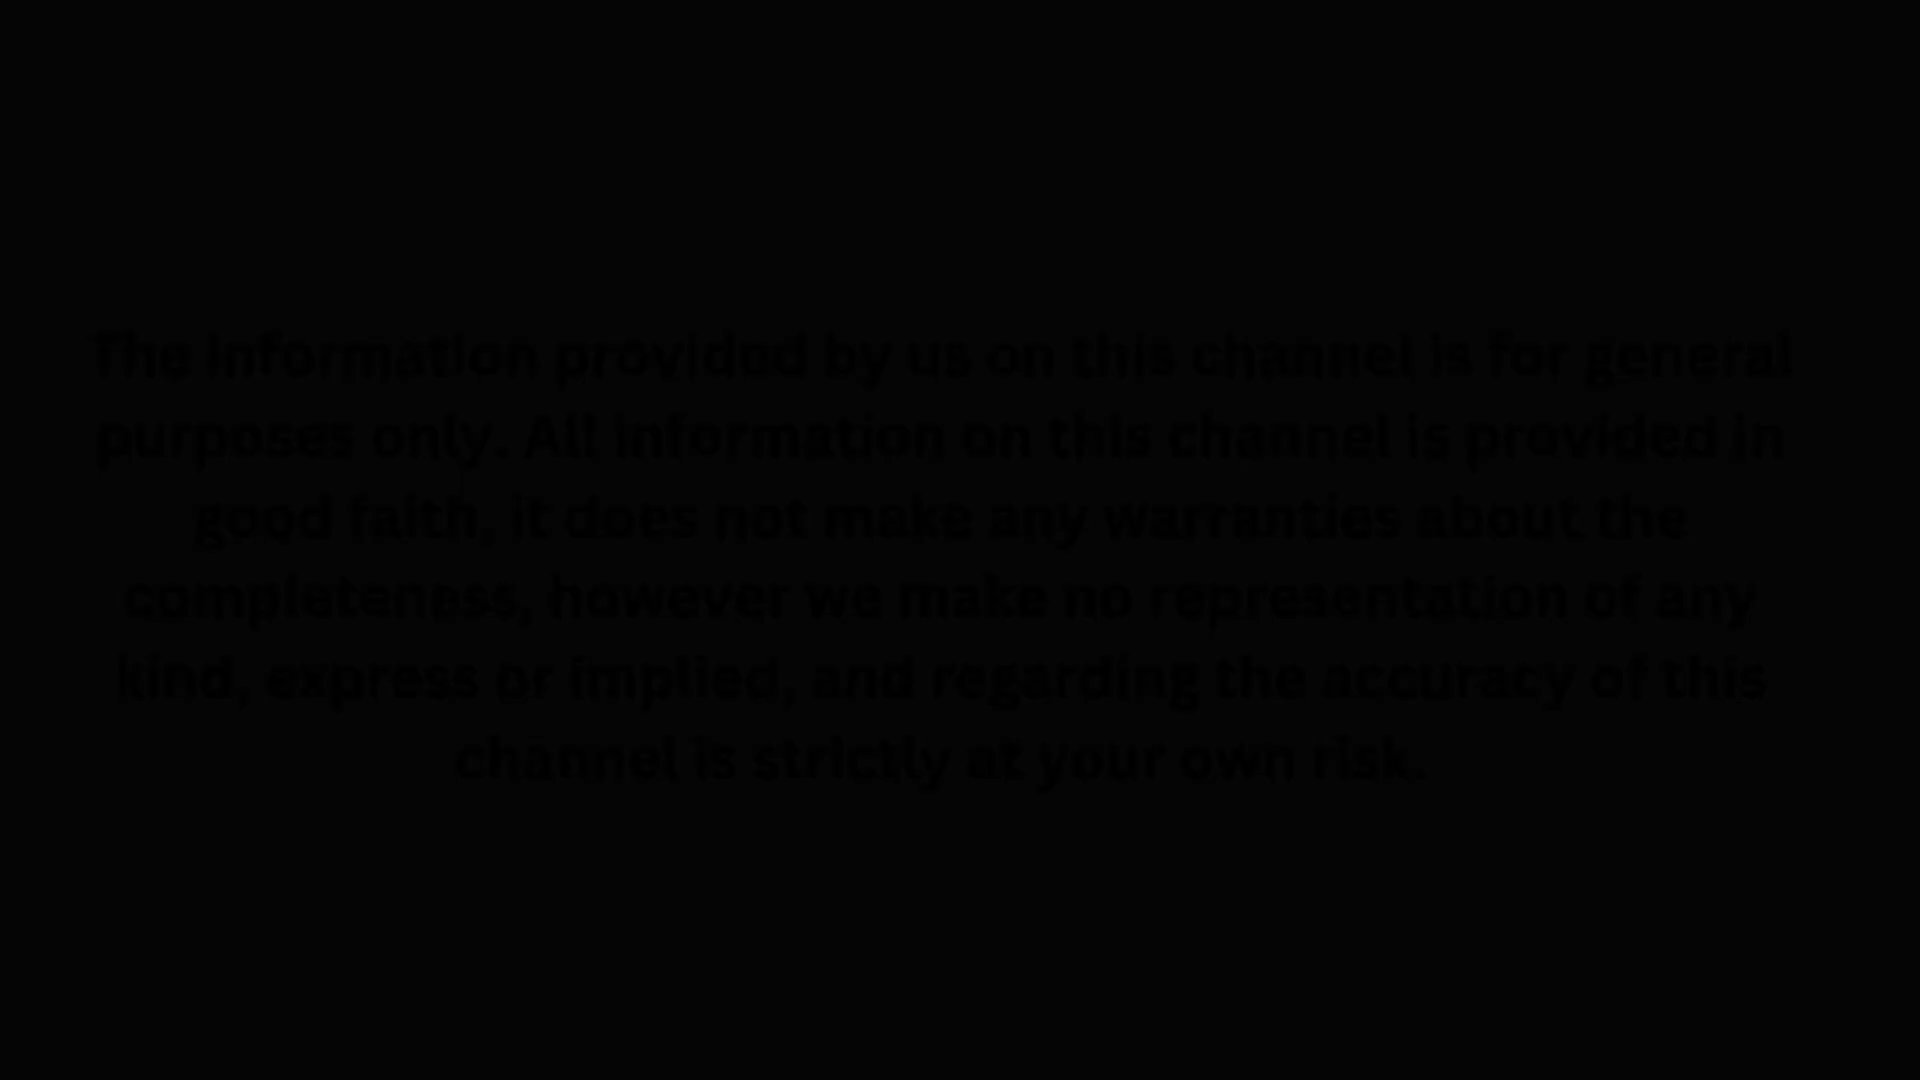 The information provided by us on this channel is for general
purposes only. All information on this channel is provided in
good faith, it does not make any warranties about the
completeness, however we make no representation of any
kind, express or implied, and regarding the accuracy of this
channel is strictly at your own risk.